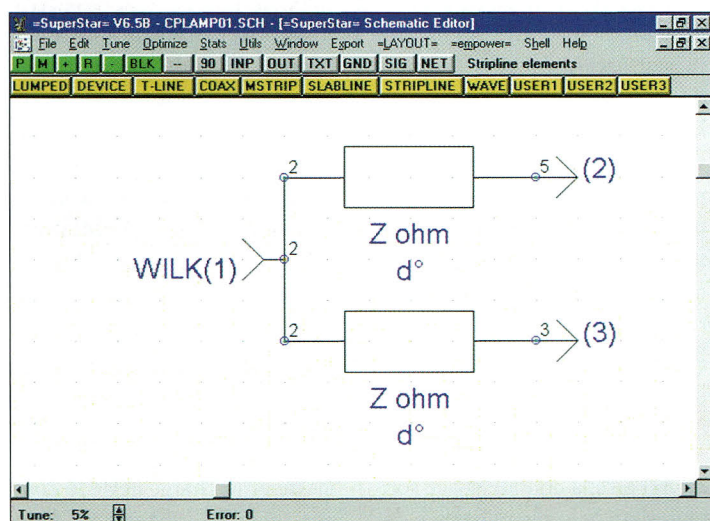 =SuperStar= V6.5B - CPLAMP01.SCH - [=SuperStar= Schematic Editor]
File Edit Tune Optimize Stats Utils Window Export =LAYOUT= =empower= Shell Help
P M + R - BLK -- 90 INP OUT TXT GND SIG NET Stripline elements
LUMPED DEVICE T-LINE COAX MSTRIP SLABLINE STRIPLINE WAVE USER1 USER2 USER3
2 5 (2)
Z ohm
d°
WILK(1) 2
2 3 (3)
Z ohm
d°
Tune: 5% Error: 0